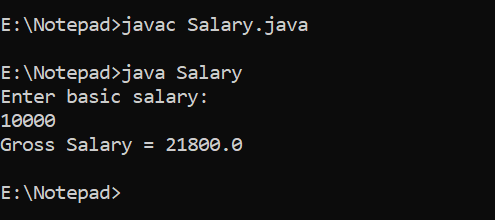 E:\Notepad>javac Salary.java
E:\Notepad>java Salary
Enter basic salary:
10000
Gross Salary = 21800.0
E:\Notepad>